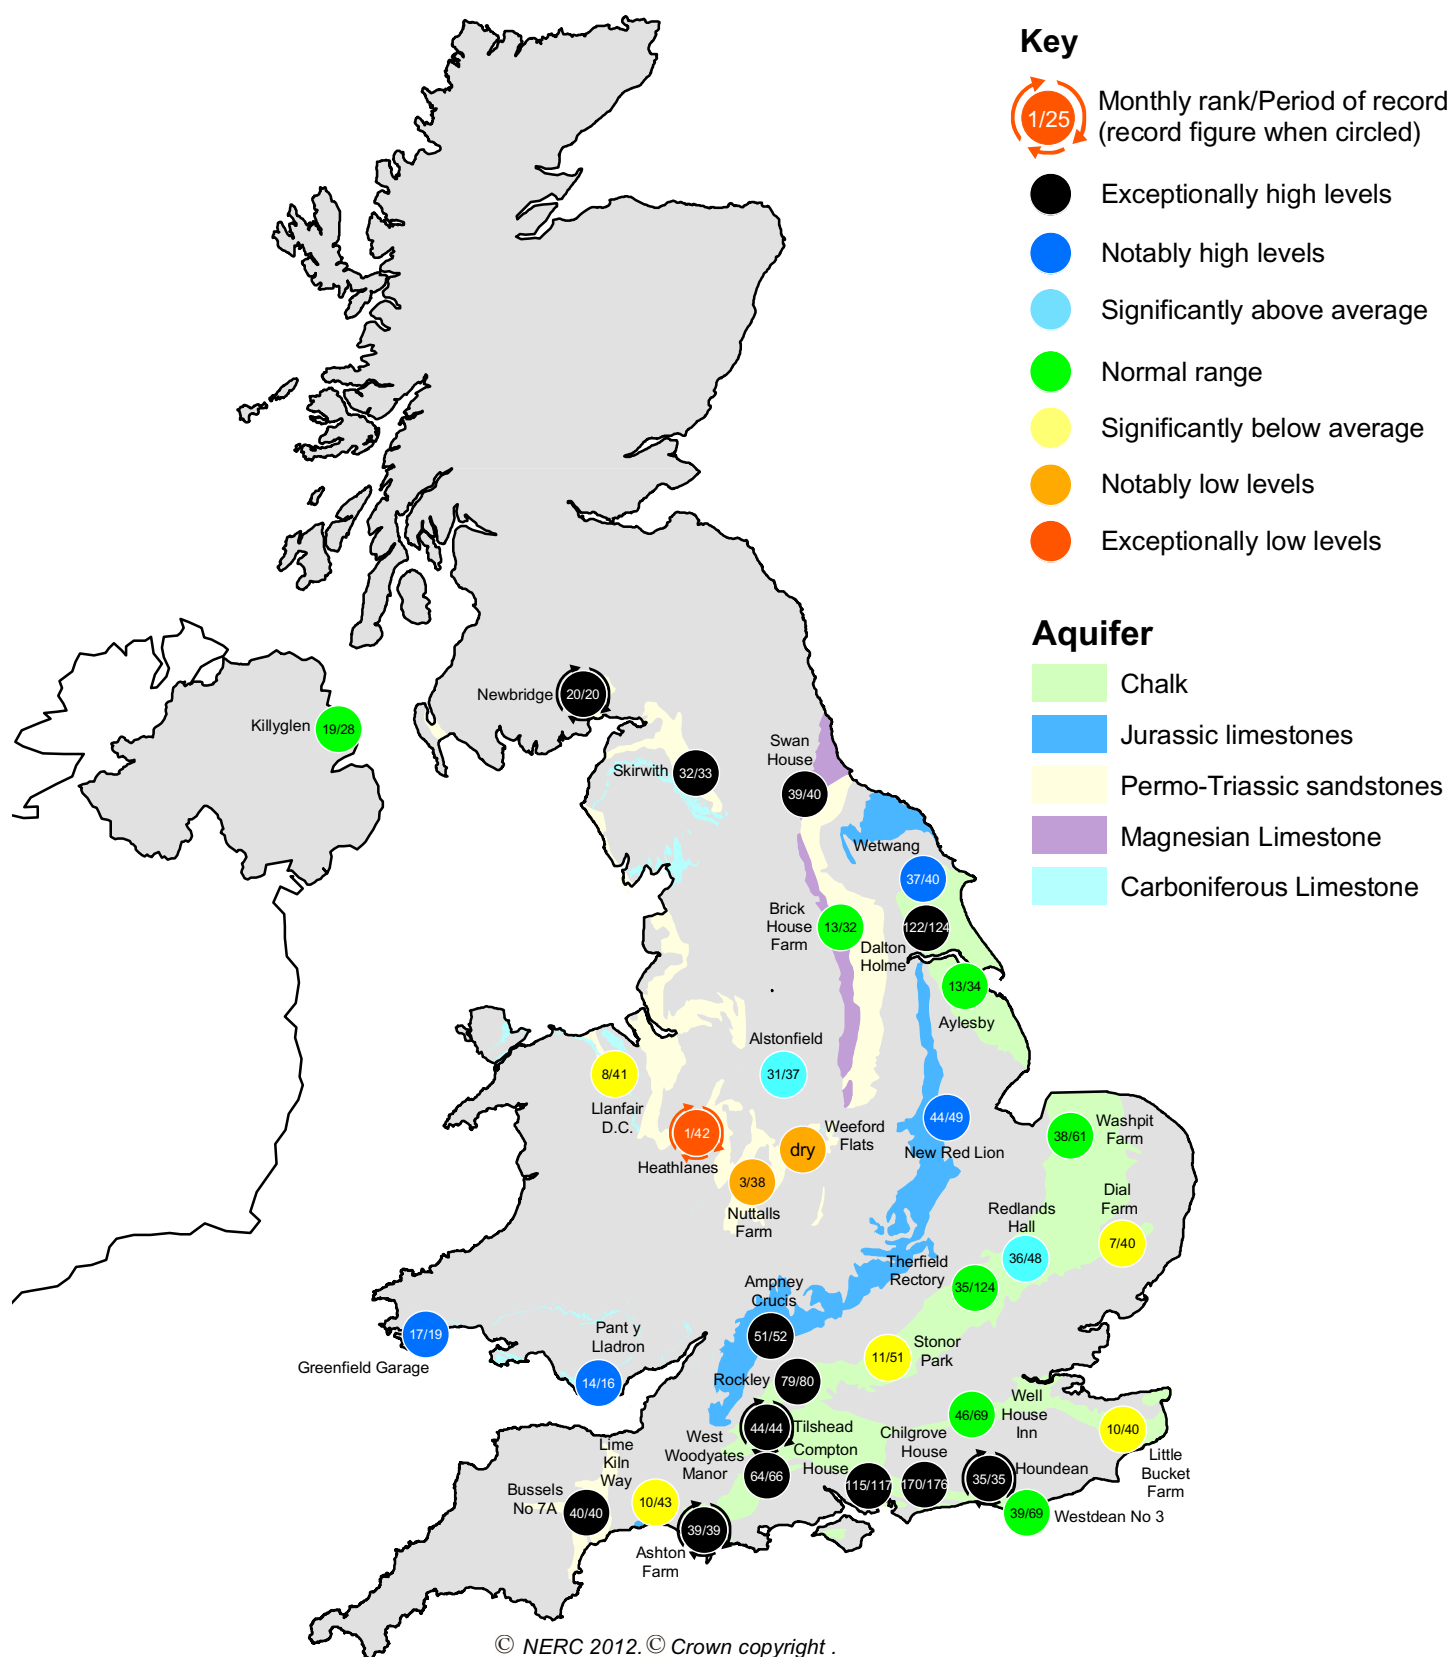 Key
1/25
Monthly rank/Period of record
(record figure when circled)
Exceptionally high levels
Notably high levels
Significantly above average
Normal range
Significantly below average
Notably low levels
Exceptionally low levels
Aquifer
Chalk
Jurassic limestones
Permo-Triassic sandstones
Magnesian Limestone
Carboniferous Limestone
Newbridge
20/20
Killyglen
19/28
Skirwith
32/33
Swan
House
39/40
Wetwang
37/40
Brick
House
Farm
13/32
122/124
Dalton
Holme
13/34
Aylesby
Alstonfield
31/37
8/41
Llanfair
D.C.
1/42
Heathlanes
Weeford
Flats
dry
3/38
Nuttalls
Farm
44/49
New Red Lion
38/61
Washpit
Farm
Dial
Farm
7/40
Redlands
Hall
36/48
Therfield
Rectory
35/124
Ampney
Crucis
51/52
Stonor
Park
11/51
17/19
Greenfield Garage
Pant y
Lladron
14/16
Rockley
79/80
44/44
Tilshead
West
Woodyates
Manor
64/66
Compton
House
115/117
Chilgrove
House
170/176
46/69
Well
House
Inn
10/40
Little
Bucket
Farm
35/35
Houndean
39/69
Westdean No 3
Lime
Kiln
Way
10/43
Bussels
No 7A
40/40
39/39
Ashton
Farm
© NERC 2012. © Crown copyright .